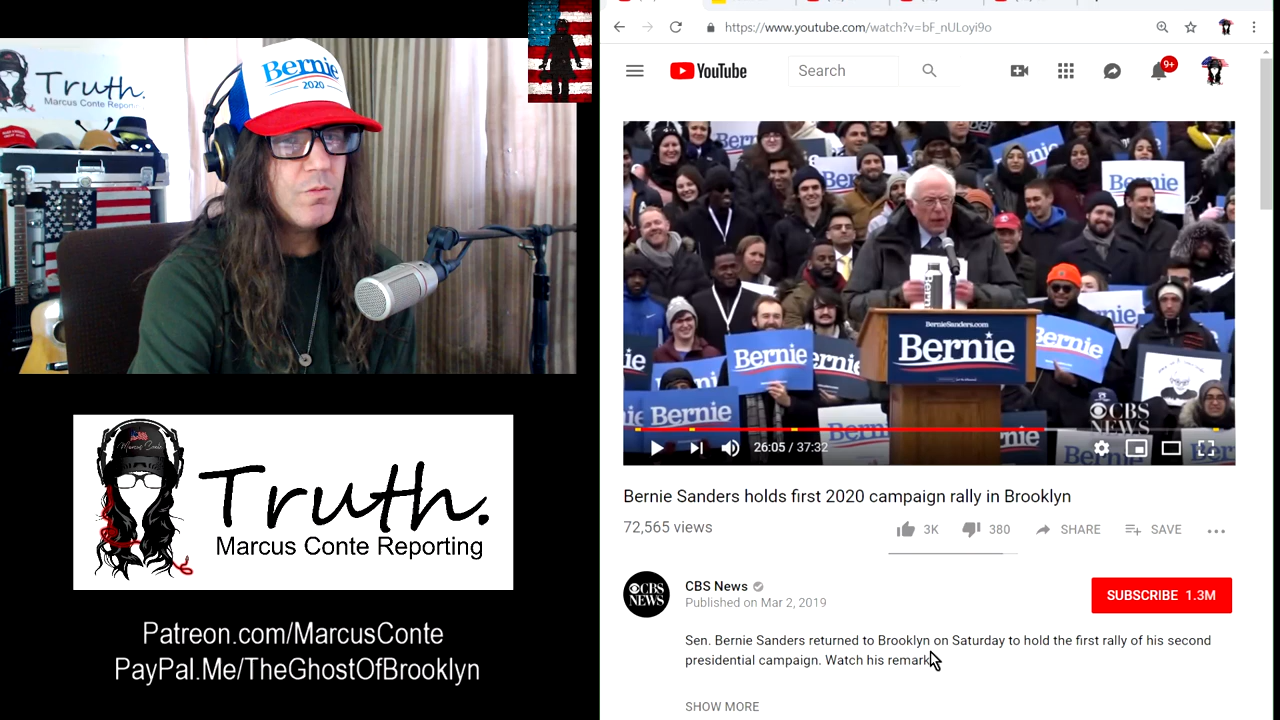 Truth.
Marcus Conte Reporting
Bernie
2020
https://www.youtube.com/watch?v=bF_nULoyi9o
YouTube
Search
9+
Bernie
Bernie
BernieSanders.com
Bernie
Bernie
Bernie
Bernie
CBS
NEWS
26:05 / 37:32
Bernie Sanders holds first 2020 campaign rally in Brooklyn
72,565 views
3K
380
SHARE
SAVE
CBS
NEWS
CBS News
Published on Mar 2, 2019
SUBSCRIBE 1.3M
Sen. Bernie Sanders returned to Brooklyn on Saturday to hold the first rally of his second
presidential campaign. Watch his remark
SHOW MORE
Marcus Conte
Truth.
Marcus Conte Reporting
Patreon.com/MarcusConte
PayPal.Me/TheGhostOfBrooklyn